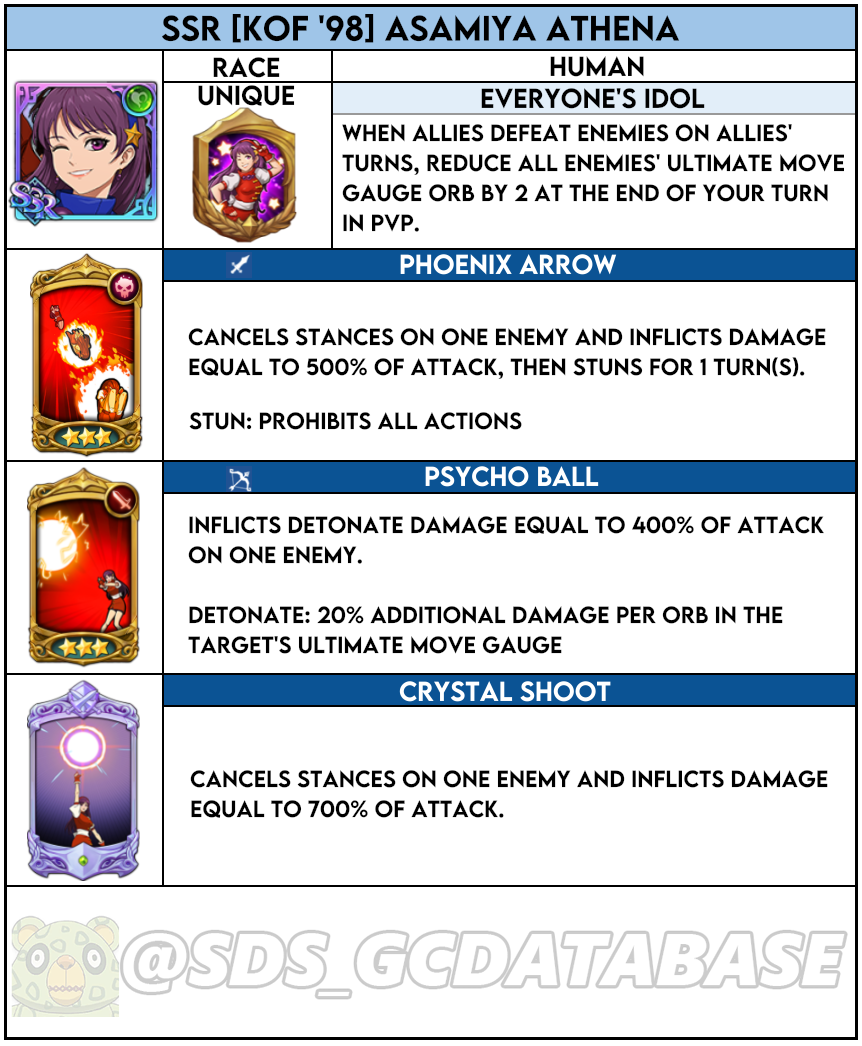 SSR [KOF '98] ASAMIYA ATHENA
RACE
HUMAN
SSR
UNIQUE
EVERYONE'S IDOL
WHEN ALLIES DEFEAT ENEMIES ON ALLIES'
TURNS, REDUCE ALL ENEMIES' ULTIMATE MOVE
GAUGE ORB BY 2 AT THE END OF YOUR TURN
IN PVP.
PHOENIX ARROW
CANCELS STANCES ON ONE ENEMY AND INFLICTS DAMAGE
EQUAL TO 500% OF ATTACK, THEN STUNS FOR 1 TURN(S).
STUN: PROHIBITS ALL ACTIONS
PSYCHO BALL
INFLICTS DETONATE DAMAGE EQUAL TO 400% OF ATTACK
ON ONE ENEMY.
DETONATE: 20% ADDITIONAL DAMAGE PER ORB IN THE
TARGET'S ULTIMATE MOVE GAUGE
CRYSTAL SHOOT
CANCELS STANCES ON ONE ENEMY AND INFLICTS DAMAGE
EQUAL TO 700% OF ATTACK.
@SDS_GCDATABASE